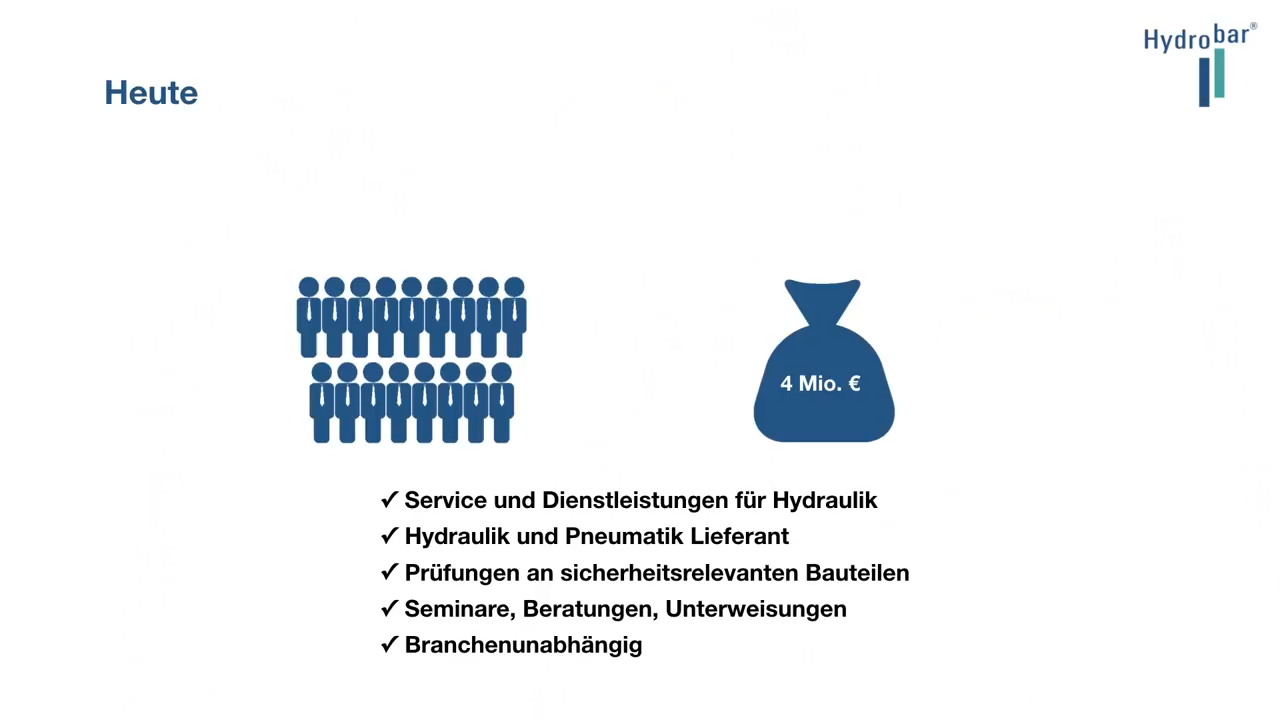 Hydrobar®
Heute
4 Mio. €
✓ Service und Dienstleistungen für Hydraulik
✓ Hydraulik und Pneumatik Lieferant
✓ Prüfungen an sicherheitsrelevanten Bauteilen
✓ Seminare, Beratungen, Unterweisungen
✓ Branchenunabhängig